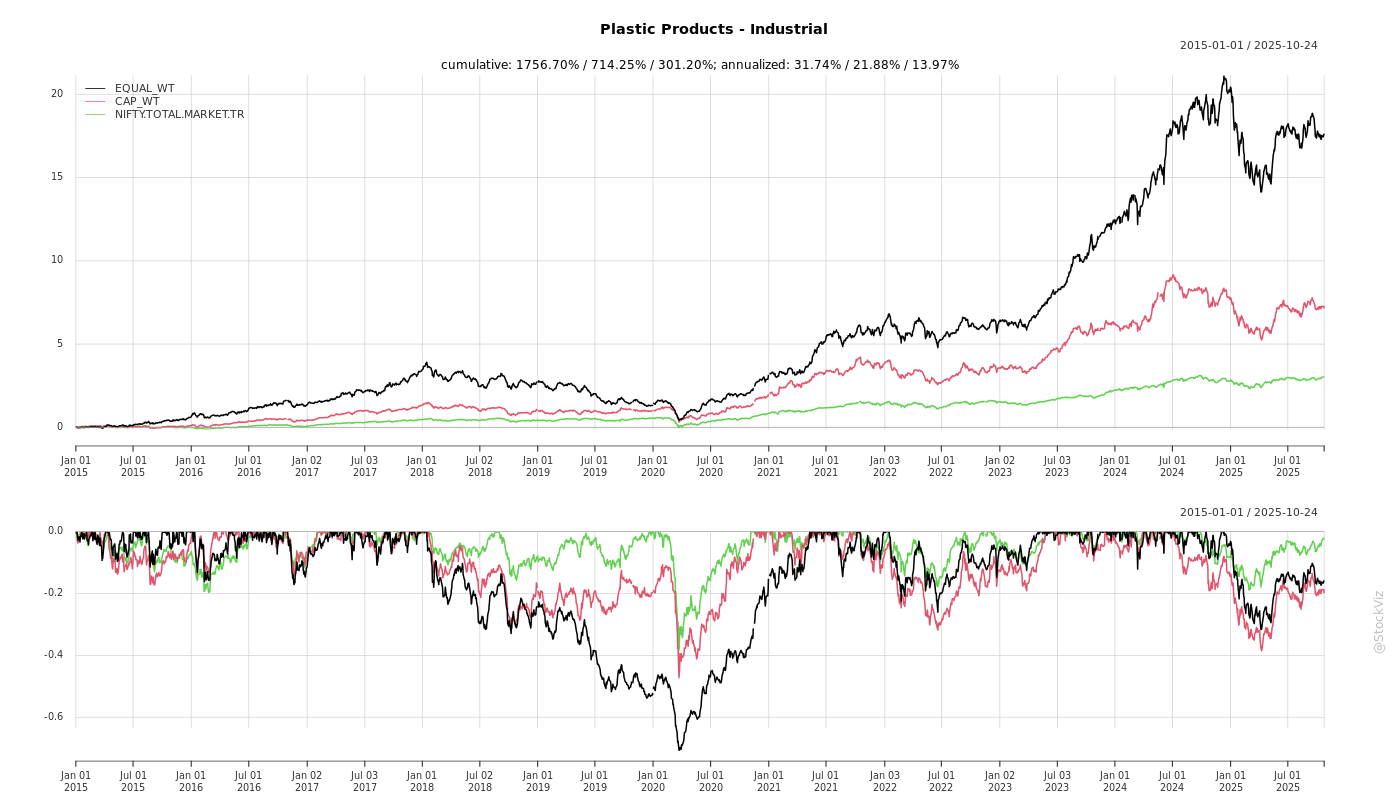 Plastic Products - Industrial
2015-01-01 / 2025-10-24
cumulative: 1756.70% / 714.25% / 301.20%; annualized: 31.74% / 21.88% / 13.97%
EQUAL_WT
CAP_WT
NIFTY.TOTAL.MARKET.TR
20
15
10
5
0
Jan 01 Jul 01 Jan 01 Jul 01 Jan 02 Jul 03 Jan 01 Jul 02 Jan 01 Jul 01 Jan 01 Jul 01 Jan 01 Jul 01 Jan 03 Jul 01 Jan 02 Jul 03 Jan 01 Jul 01 Jan 01 Jul 01
2015 2015 2016 2016 2017 2017 2018 2018 2019 2019 2020 2020 2021 2021 2022 2022 2023 2023 2024 2024 2025 2025
2015-01-01 / 2025-10-24
0.0
-0.2
-0.4
-0.6
Jan 01 Jul 01 Jan 01 Jul 01 Jan 02 Jul 03 Jan 01 Jul 02 Jan 01 Jul 01 Jan 01 Jul 01 Jan 01 Jul 01 Jan 03 Jul 01 Jan 02 Jul 03 Jan 01 Jul 01 Jan 01 Jul 01
2015 2015 2016 2016 2017 2017 2018 2018 2019 2019 2020 2020 2021 2021 2022 2022 2023 2023 2024 2024 2025 2025
@StockViz